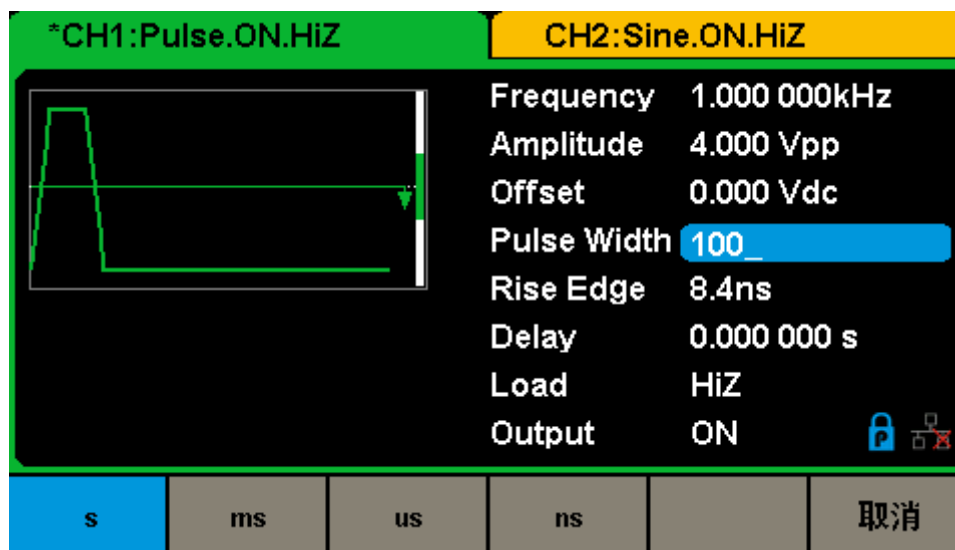 *CH1:Pulse.ON.HiZ CH2:Sine.ON.HiZ
Frequency 1.000 000kHz
Amplitude 4.000 Vpp
Offset 0.000 Vdc
Pulse Width 100_
Rise Edge 8.4ns
Delay 0.000 000 s
Load HiZ
Output ON P
s ms us ns 取消